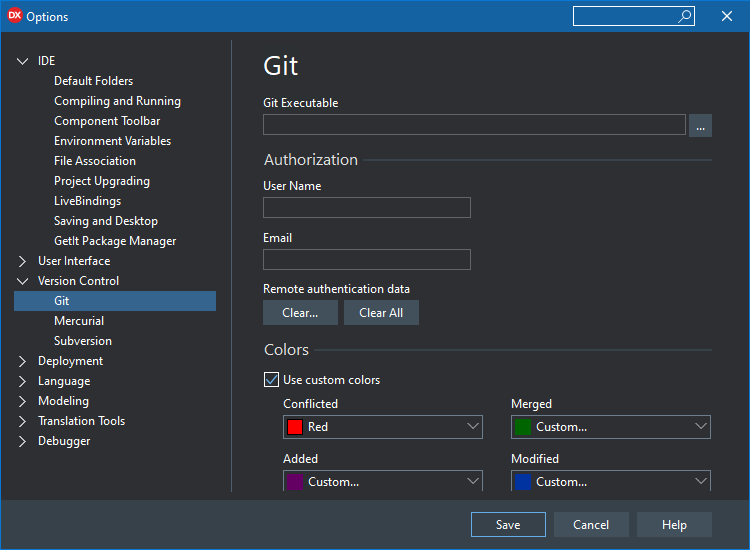 DX Options
IDE
Default Folders
Compiling and Running
Component Toolbar
Environment Variables
File Association
Project Upgrading
LiveBindings
Saving and Desktop
GetIt Package Manager
User Interface
Version Control
Git
Mercurial
Subversion
Deployment
Language
Modeling
Translation Tools
Debugger
Git
Git Executable
...
Authorization
User Name
Email
Remote authentication data
Clear... Clear All
Colors
Use custom colors
Conflicted Merged
Red Custom...
Added Modified
Custom... Custom...
Save Cancel Help